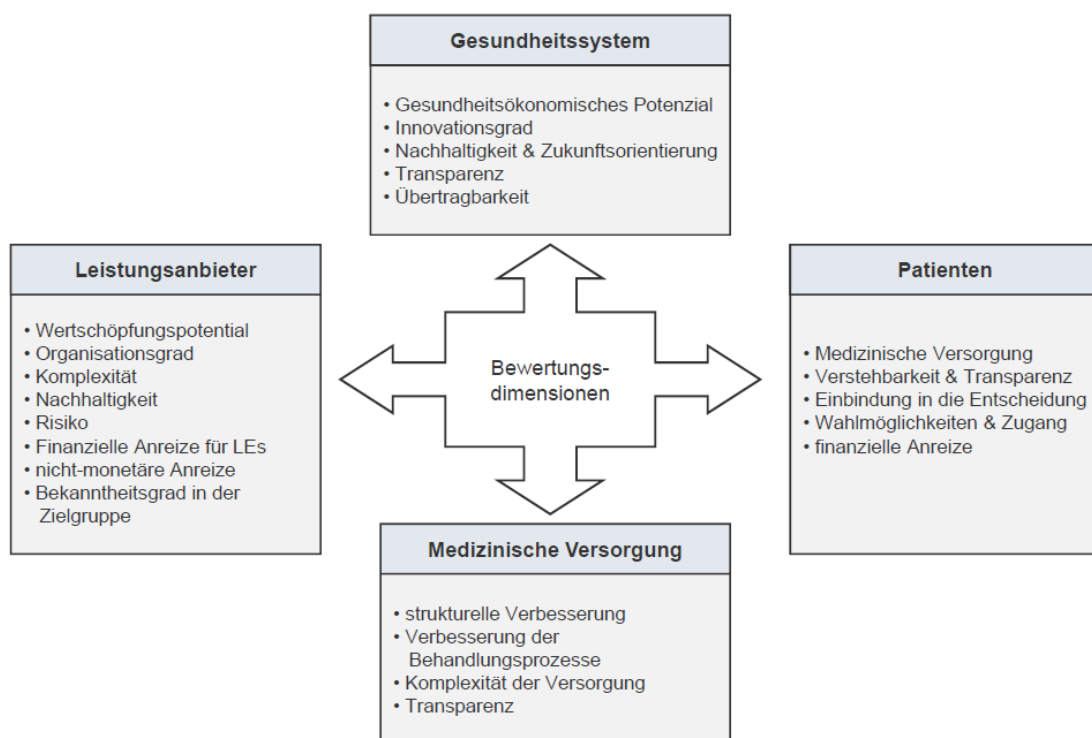 Gesundheitssystem
• Gesundheitsökonomisches Potenzial
• Innovationsgrad
• Nachhaltigkeit & Zukunftsorientierung
• Transparenz
• Übertragbarkeit
Leistungsanbieter
• Wertschöpfungspotential
• Organisationsgrad
• Komplexität
• Nachhaltigkeit
• Risiko
• Finanzielle Anreize für LEs
• nicht-monetäre Anreize
• Bekanntheitsgrad in der
Zielgruppe
Bewertungs-
dimensionen
Patienten
• Medizinische Versorgung
• Verstehbarkeit & Transparenz
• Einbindung in die Entscheidung
• Wahlmöglichkeiten & Zugang
• finanzielle Anreize
Medizinische Versorgung
• strukturelle Verbesserung
• Verbesserung der
Behandlungsprozesse
• Komplexität der Versorgung
• Transparenz